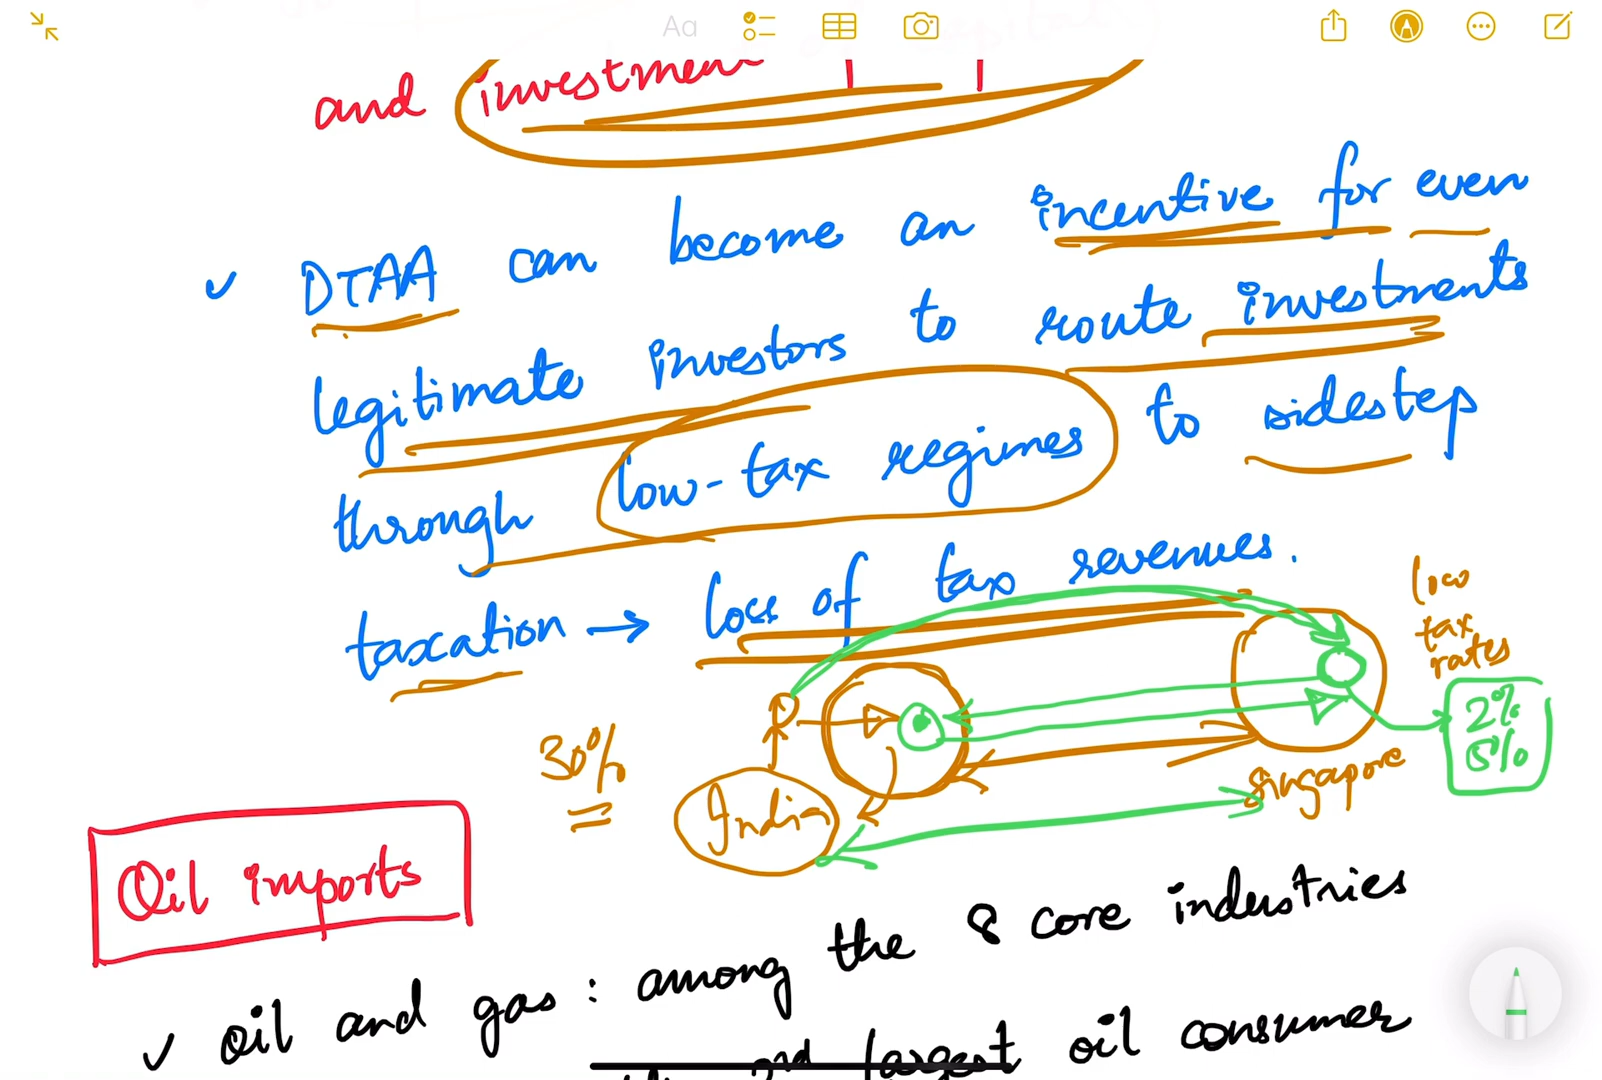 Aa
and investment
✓ DTAA can become an incentive for even
legitimate investors to route investments
through low-tax regimes to sidestep
taxation → loss of tax revenues.
low
tax
rates
2%
5%
30%
India
Singapore
Oil imports
✓ oil and gas : among the 8 core industries
3rd largest oil consumer